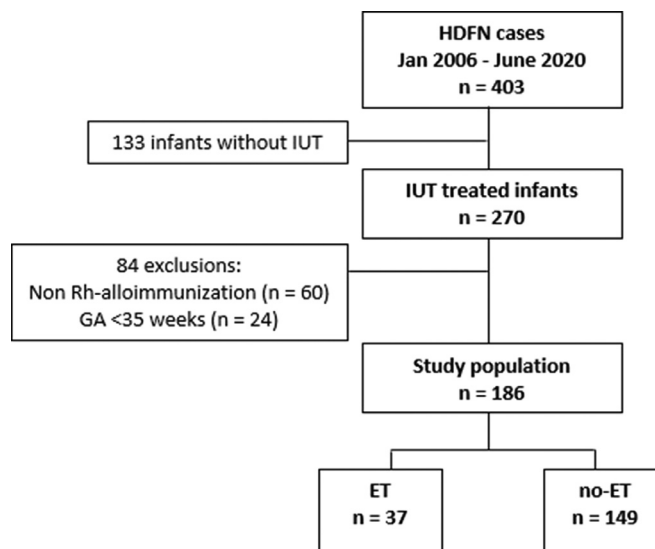 HDFN cases
Jan 2006 - June 2020
n = 403
133 infants without IUT
IUT treated infants
n = 270
84 exclusions:
Non Rh-alloimmunization (n = 60)
GA <35 weeks (n = 24)
Study population
n = 186
ET
n = 37
no-ET
n = 149